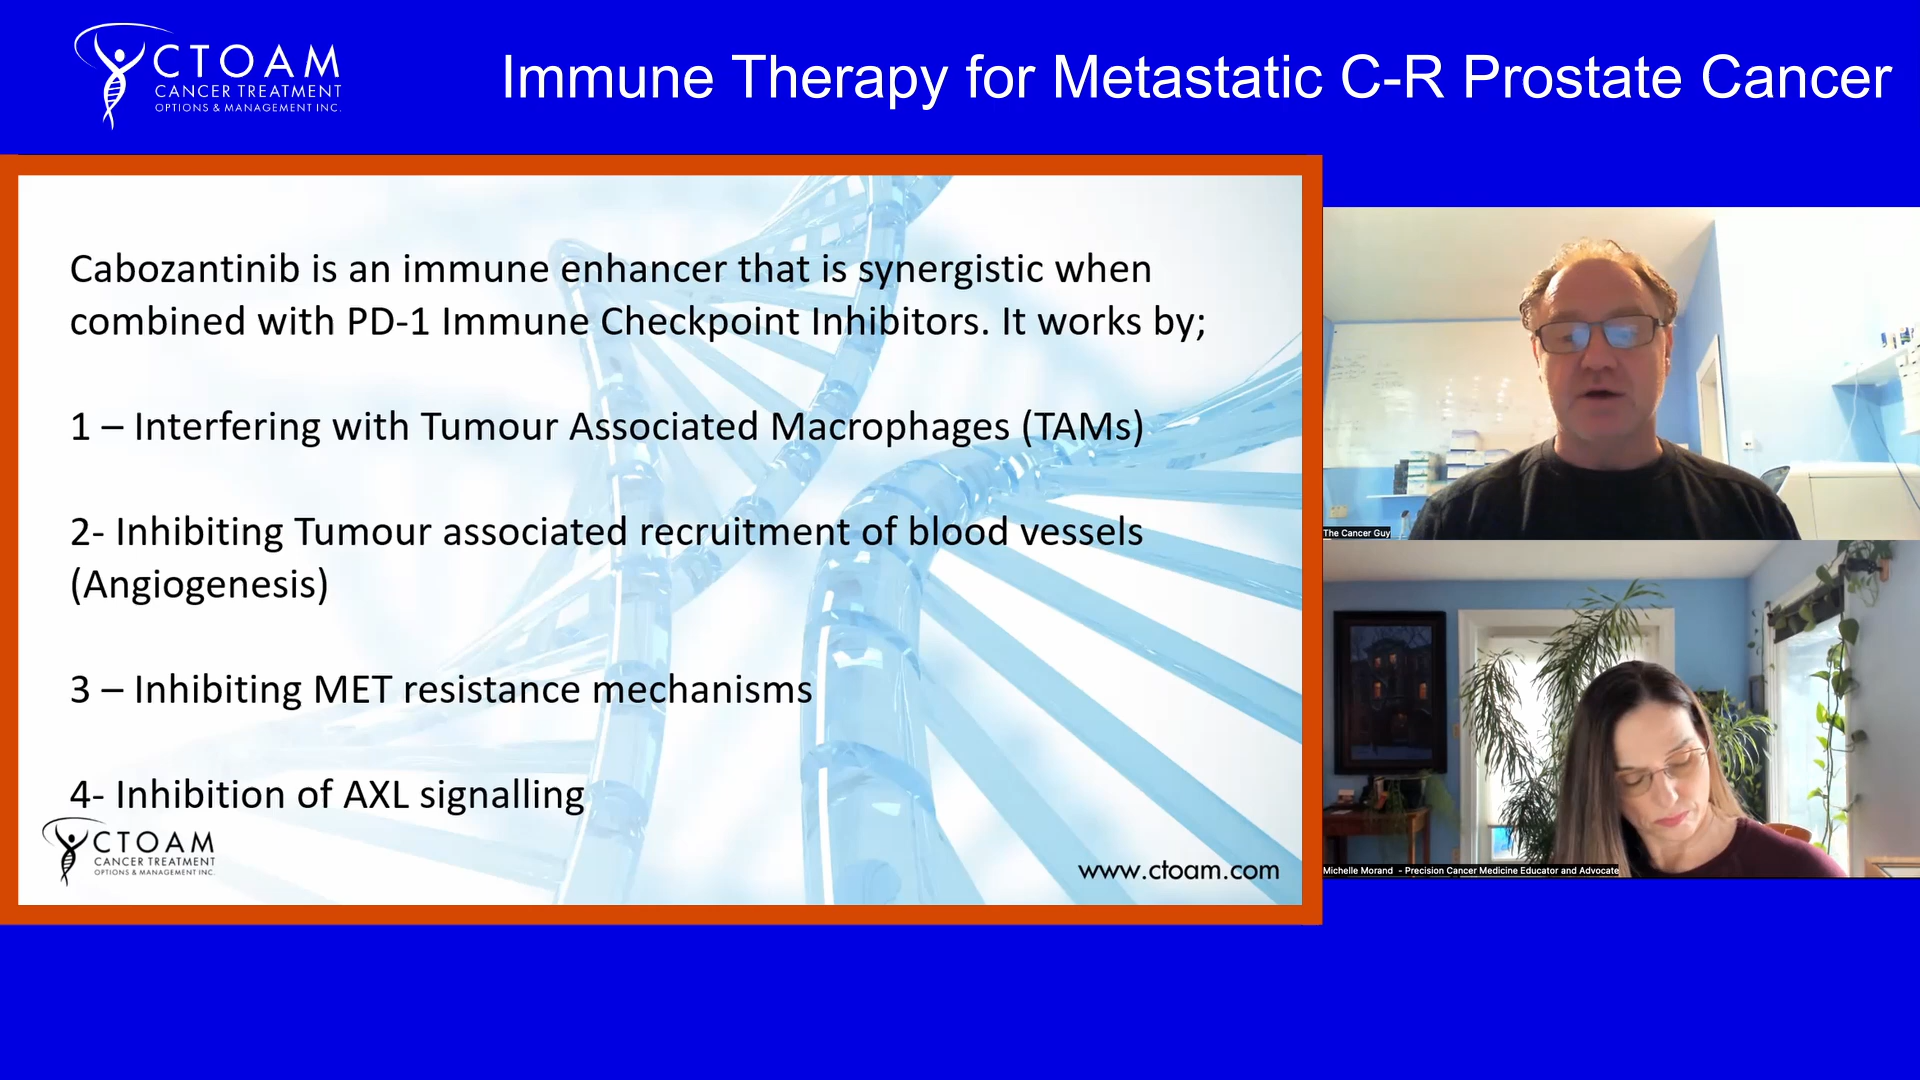 CTOAM
CANCER TREATMENT
OPTIONS & MANAGEMENT INC.
Immune Therapy for Metastatic C-R Prostate Cancer
Cabozantinib is an immune enhancer that is synergistic when
combined with PD-1 Immune Checkpoint Inhibitors. It works by;
1 – Interfering with Tumour Associated Macrophages (TAMs)
2- Inhibiting Tumour associated recruitment of blood vessels
(Angiogenesis)
3 – Inhibiting MET resistance mechanisms
4- Inhibition of AXL signalling
CTOAM
CANCER TREATMENT
OPTIONS & MANAGEMENT INC.
www.ctoam.com
The Cancer Guy
Michelle Morand - Precision Cancer Medicine Educator and Advocate